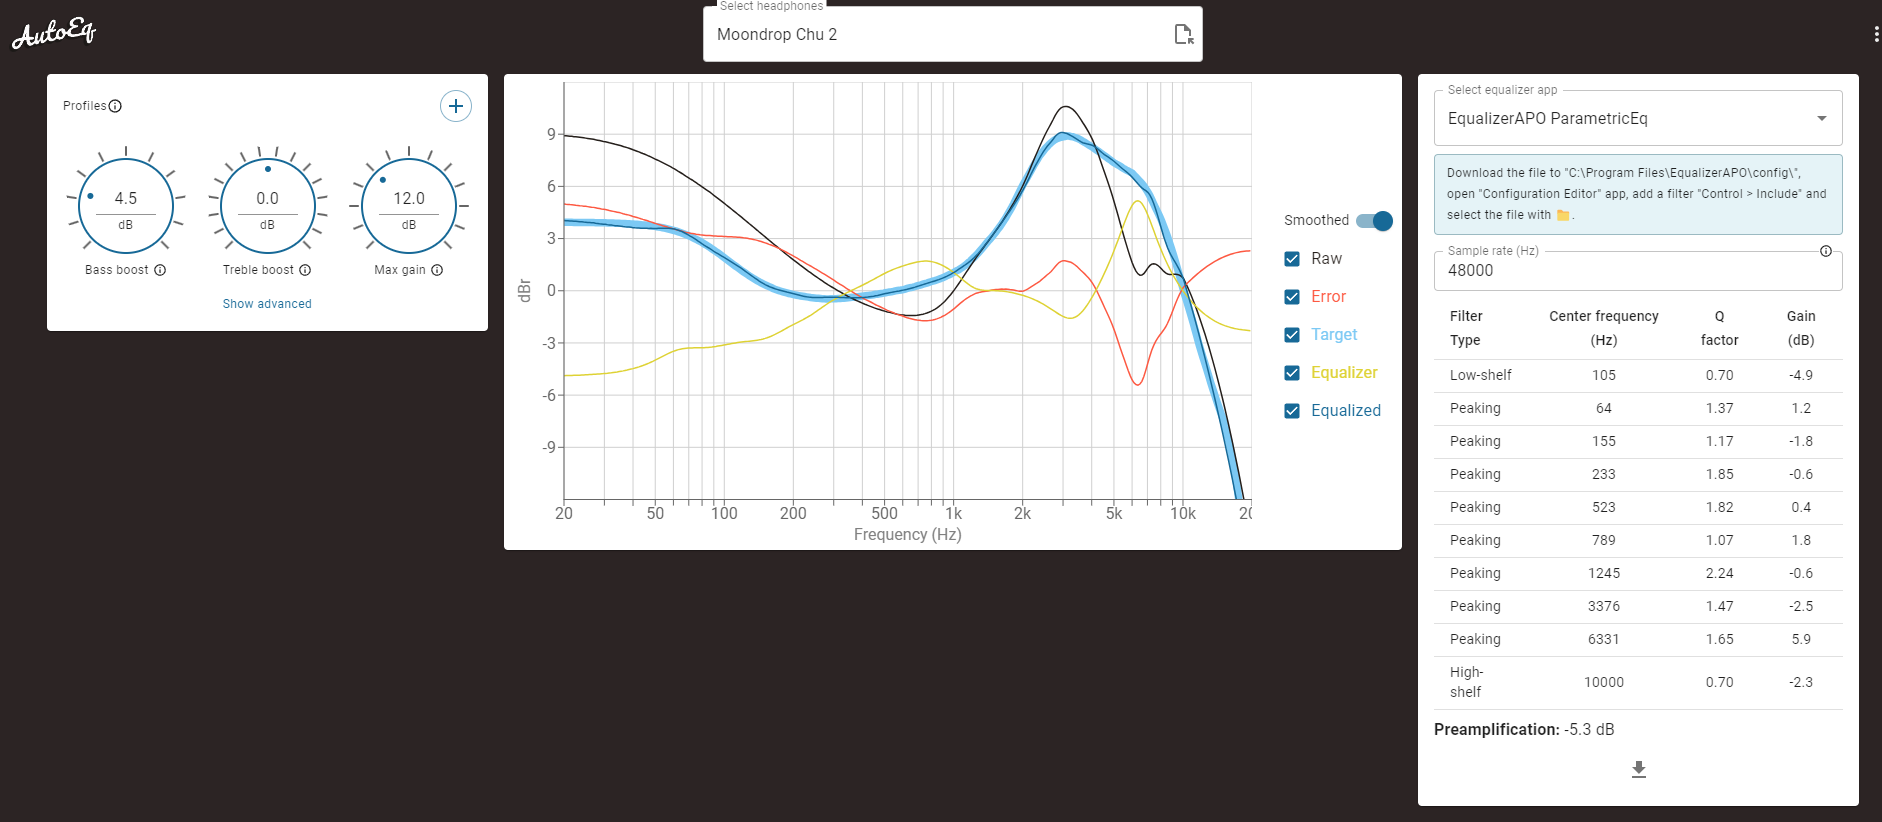 AutoEq
Select headphones
Moondrop Chu 2
Profiles
4.5
dB
Bass boost
0.0
dB
Treble boost
12.0
dB
Max gain
Show advanced
dBr
9
6
3
0
-3
-6
-9
20 50 100 200 500 1k 2k 5k 10k 20
Frequency (Hz)
Smoothed
Raw
Error
Target
Equalizer
Equalized
Select equalizer app
EqualizerAPO ParametricEq
Download the file to "C:\Program Files\EqualizerAPO\config\",
open "Configuration Editor" app, add a filter "Control > Include" and
select the file with 📁.
Sample rate (Hz)
48000
Filter Type Center frequency (Hz) Q factor Gain (dB)
Low-shelf 105 0.70 -4.9
Peaking 64 1.37 1.2
Peaking 155 1.17 -1.8
Peaking 233 1.85 -0.6
Peaking 523 1.82 0.4
Peaking 789 1.07 1.8
Peaking 1245 2.24 -0.6
Peaking 3376 1.47 -2.5
Peaking 6331 1.65 5.9
High-shelf 10000 0.70 -2.3
Preamplification: -5.3 dB